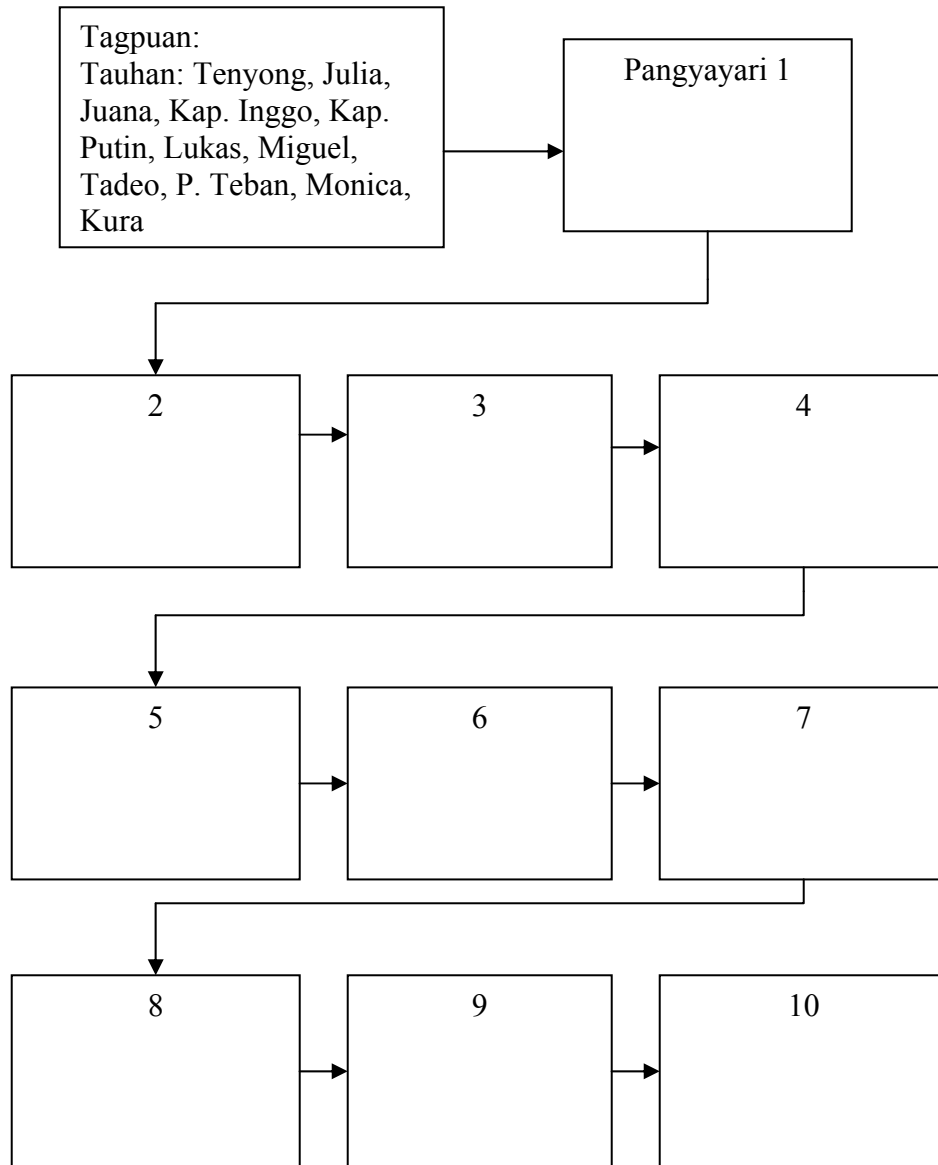 Tagpuan:
Tauhan: Tenyong, Julia,
Juana, Kap. Inggo, Kap.
Putin, Lukas, Miguel,
Tadeo, P. Teban, Monica,
Kura
Pangyayari 1
2
3
4
5
6
7
8
9
10